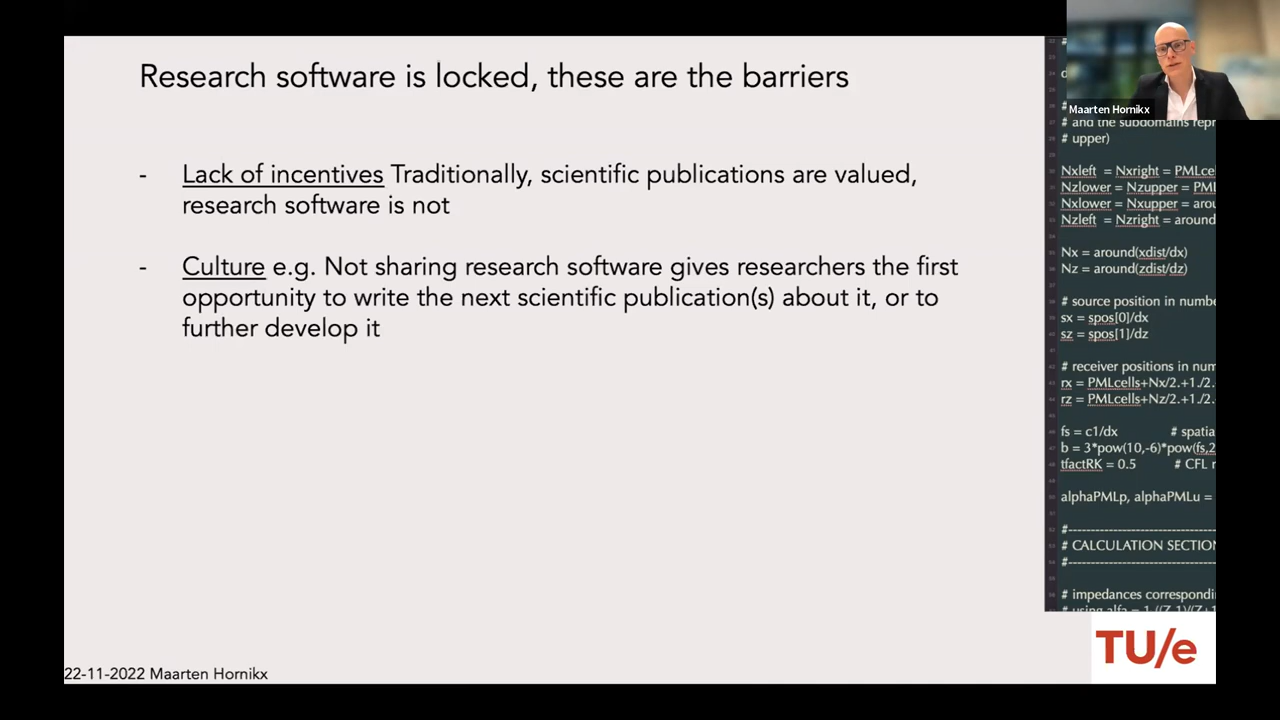 Research software is locked, these are the barriers
- Lack of incentives Traditionally, scientific publications are valued,
research software is not
- Culture e.g. Not sharing research software gives researchers the first
opportunity to write the next scientific publication(s) about it, or to
further develop it
22-11-2022 Maarten Hornikx
Maarten Hornikx
# and the subdomains repr
# upper)
Nxleft = Nxright = PMLce
Nzlower = Nzupper = PML
Nxlower = Nxupper = arou
Nzleft = Nzright = around
Nx = around(xdist/dx)
Nz = around(zdist/dz)
# source position in numbe
sx = spos[0]/dx
sz = spos[1]/dz
# receiver positions in num
rx = PMLcells+Nx/2.+1./2.
rz = PMLcells+Nz/2.+1./2.
fs = c1/dx # spatia
b = 3*pow(10,-6)*pow(fs,2
tfactRK = 0.5 # CFL r
alphaPMLp, alphaPMLu =
#-----------------------------
# CALCULATION SECTION
#-----------------------------
# impedances correspondi
TU/e